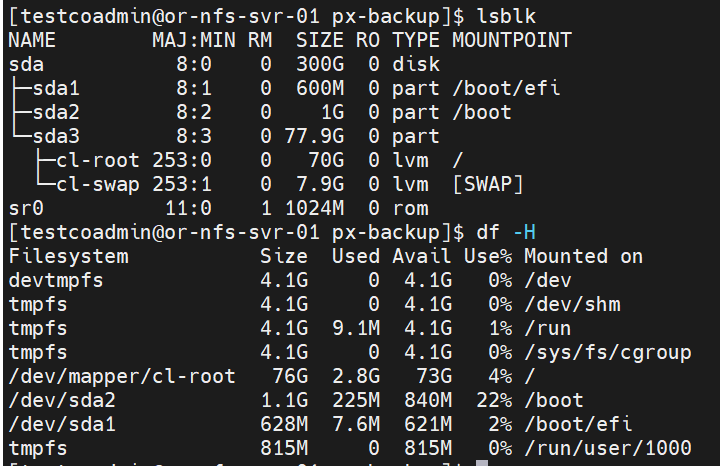 [testcoadmin@or-nfs-svr-01 px-backup]$ lsblk
NAME        MAJ:MIN RM  SIZE RO TYPE MOUNTPOINT
sda           8:0    0  300G  0 disk
├─sda1        8:1    0  600M  0 part /boot/efi
├─sda2        8:2    0    1G  0 part /boot
└─sda3        8:3    0 77.9G  0 part
  ├─cl-root 253:0    0   70G  0 lvm  /
  └─cl-swap 253:1    0  7.9G  0 lvm  [SWAP]
sr0          11:0    1 1024M  0 rom
[testcoadmin@or-nfs-svr-01 px-backup]$ df -H
Filesystem           Size  Used Avail Use% Mounted on
devtmpfs             4.1G     0  4.1G   0% /dev
tmpfs                4.1G     0  4.1G   0% /dev/shm
tmpfs                4.1G  9.1M  4.1G   1% /run
tmpfs                4.1G     0  4.1G   0% /sys/fs/cgroup
/dev/mapper/cl-root   76G  2.8G   73G   4% /
/dev/sda2            1.1G  225M  840M  22% /boot
/dev/sda1            628M  7.6M  621M   2% /boot/efi
tmpfs                815M     0  815M   0% /run/user/1000
[testcoadmin@or-nfs-svr-01 px-backup]$